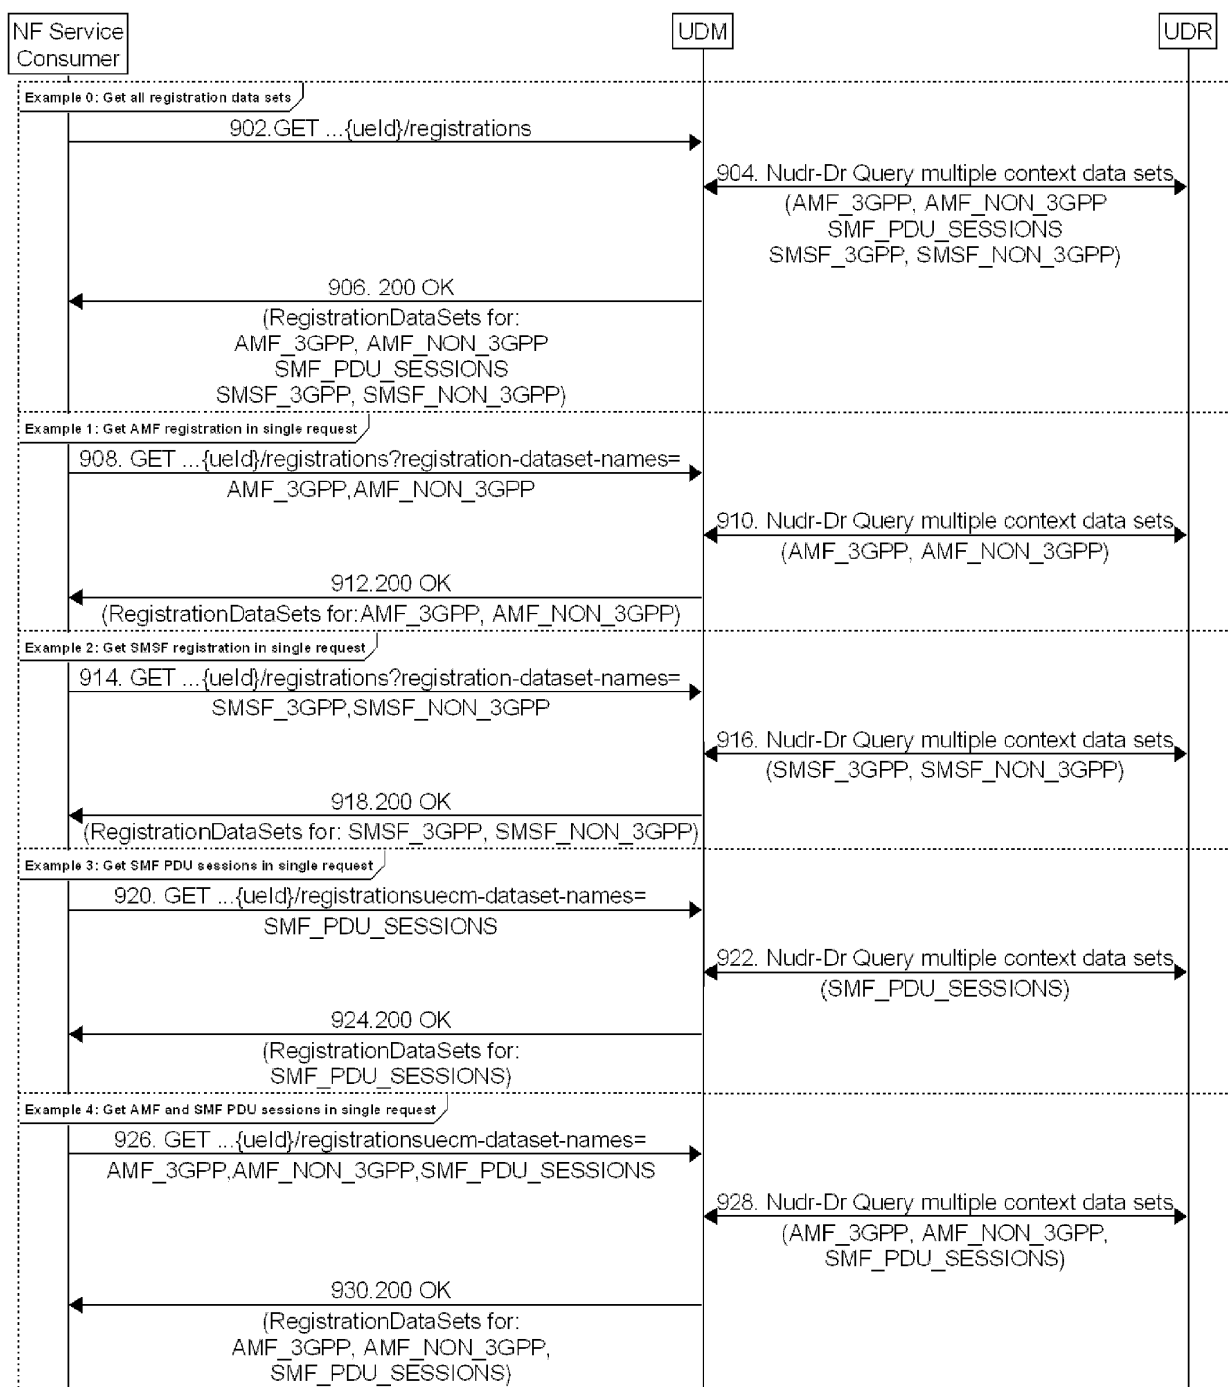 NF Service
Consumer
UDM
UDR
Example 0: Get all registration data sets
902.GET ...{ueId}/registrations
904. Nudr-Dr Query multiple context data sets
(AMF_3GPP, AMF_NON_3GPP
SMF_PDU_SESSIONS
SMSF_3GPP, SMSF_NON_3GPP)
906. 200 OK
(RegistrationDataSets for:
AMF_3GPP, AMF_NON_3GPP
SMF_PDU_SESSIONS
SMSF_3GPP, SMSF_NON_3GPP)
Example 1: Get AMF registration in single request
908. GET ...{ueId}/registrations?registration-dataset-names=
AMF_3GPP,AMF_NON_3GPP
910. Nudr-Dr Query multiple context data sets
(AMF_3GPP, AMF_NON_3GPP)
912.200 OK
(RegistrationDataSets for:AMF_3GPP, AMF_NON_3GPP)
Example 2: Get SMSF registration in single request
914. GET ...{ueId}/registrations?registration-dataset-names=
SMSF_3GPP,SMSF_NON_3GPP
916. Nudr-Dr Query multiple context data sets
(SMSF_3GPP, SMSF_NON_3GPP)
918.200 OK
(RegistrationDataSets for: SMSF_3GPP, SMSF_NON_3GPP)
Example 3: Get SMF PDU sessions in single request
920. GET ...{ueId}/registrationsuecm-dataset-names=
SMF_PDU_SESSIONS
922. Nudr-Dr Query multiple context data sets
(SMF_PDU_SESSIONS)
924.200 OK
(RegistrationDataSets for:
SMF_PDU_SESSIONS)
Example 4: Get AMF and SMF PDU sessions in single request
926. GET ...{ueId}/registrationsuecm-dataset-names=
AMF_3GPP,AMF_NON_3GPP,SMF_PDU_SESSIONS
928. Nudr-Dr Query multiple context data sets
(AMF_3GPP, AMF_NON_3GPP,
SMF_PDU_SESSIONS)
930.200 OK
(RegistrationDataSets for:
AMF_3GPP, AMF_NON_3GPP,
SMF_PDU_SESSIONS)